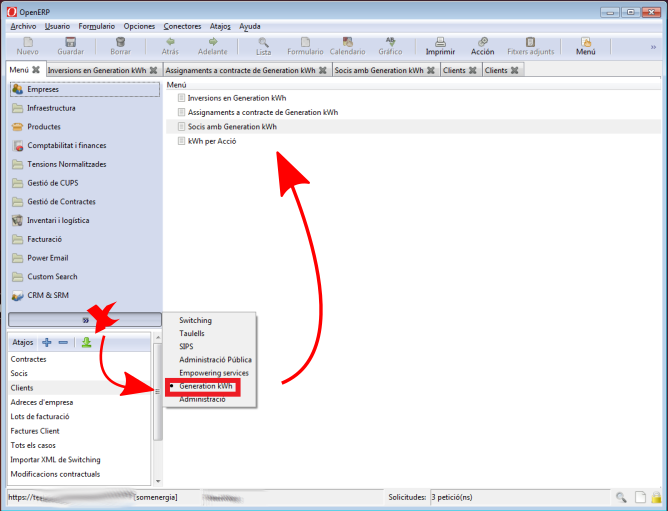 OpenERP
Archivo Usuario Formulario Opciones Conectores Atajos Ayuda
Nuevo Guardar Borrar Atrás Adelante Lista Formulario Calendario Gráfico Imprimir Acción Fitxers adjunts Menú
Menú Inversions en Generation kWh Assignaments a contracte de Generation kWh Socis amb Generation kWh Clients Clients
Empreses
Infraestructura
Productes
Comptabilitat i finances
Tensions Normalitzades
Gestió de CUPS
Gestió de Contractes
Inventari i logística
Facturació
Power Email
Custom Search
CRM & SRM
Menú
Inversions en Generation kWh
Assignaments a contracte de Generation kWh
Socis amb Generation kWh
kWh per Acció
Switching
Taulells
SIPS
Administració Pública
Empowering services
Generation kWh
Administració
Atajos
Contractes
Socis
Clients
Adreces d'empresa
Lots de facturació
Factures Client
Tots els casos
Importar XML de Switching
Modificacions contractuals
https:// [somenergia] Solicitudes: 3 petició(ns)